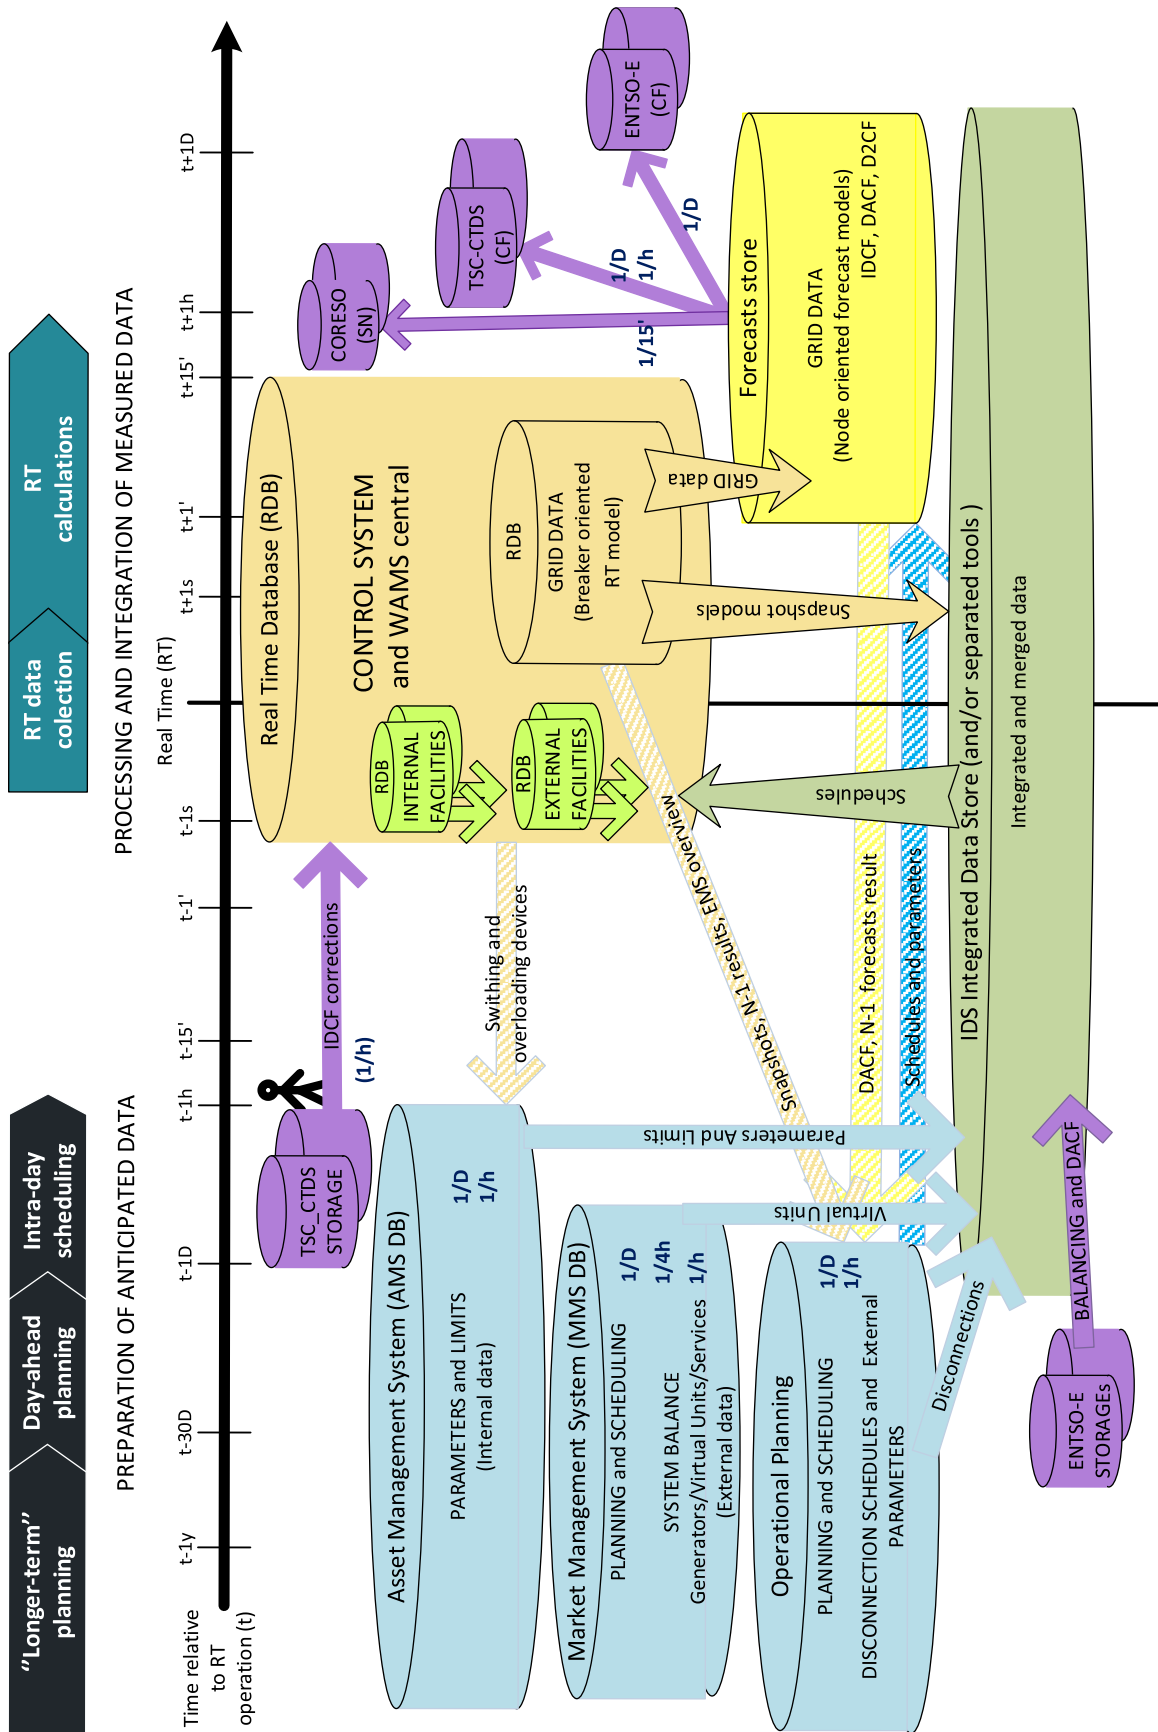 "Longer-term"
planning
Day-ahead
planning
Intra-day
scheduling
RT data
colection
RT
calculations
PREPARATION OF ANTICIPATED DATA
PROCESSING AND INTEGRATION OF MEASURED DATA
Real Time (RT)
Time relative
to RT
operation (t)
t-1y
t-30D
t-1D
t-1h
t-15'
t-1'
t-1s
t+1s
t+1'
t+15'
t+1h
t+1D
TSC_CTDS
STORAGE
IDCF corrections
(1/h)
Real Time Database (RDB)
CONTROL SYSTEM
and WAMS central
RDB
INTERNAL
FACILITIES
RDB
EXTERNAL
FACILITIES
RDB
GRID DATA
(Breaker oriented
RT model)
CORESO
(SN)
TSC-CTDS
(CF)
ENTSO-E
(CF)
1/15'
1/D
1/h
1/D
Asset Management System (AMS DB)
PARAMETERS and LIMITS
(Internal data)
1/D
1/h
Swithing and
overloading devices
Market Management System (MMS DB)
PLANNING and SCHEDULING
SYSTEM BALANCE
Generators/Virtual Units/Services
(External data)
1/D
1/4h
1/h
Operational Planning
PLANNING and SCHEDULING
DISCONNECTION SCHEDULES and External
PARAMETERS
1/D
1/h
Parameters And Limits
Virtual Units
Disconnections
Snapshots, N-1 results, EMS overview
DACF, N-1 forecasts result
Schedules and parameters
Schedules
Snapshot models
GRID data
Forecasts store
GRID DATA
(Node oriented forecast models)
IDCF, DACF, D2CF
IDS Integrated Data Store (and/or separated tools )
Integrated and merged data
ENTSO-E
STORAGEs
BALANCING and DACF